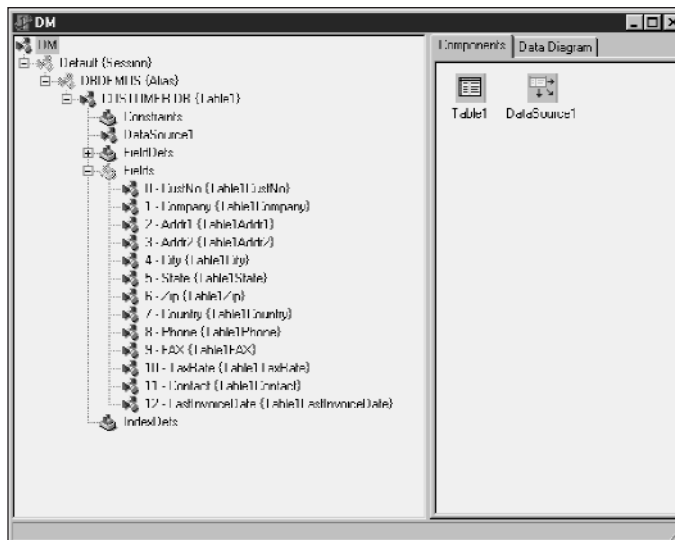 DM
DM
Default {Session}
DBDEMOS {Alias}
CUSTOMER.DB {Table1}
Constraints
DataSource1
FieldDefs
Fields
0 - CustNo {Table1CustNo}
1 - Company {Table1Company}
2 - Addr1 {Table1Addr1}
3 - Addr2 {Table1Addr2}
4 - City {Table1City}
5 - State {Table1State}
6 - Zip {Table1Zip}
7 - Country {Table1Country}
8 - Phone {Table1Phone}
9 - FAX {Table1FAX}
10 - TaxRate {Table1TaxRate}
11 - Contact {Table1Contact}
12 - LastInvoiceDate {Table1LastInvoiceDate}
IndexDefs
Components
Data Diagram
Table1
DataSource1